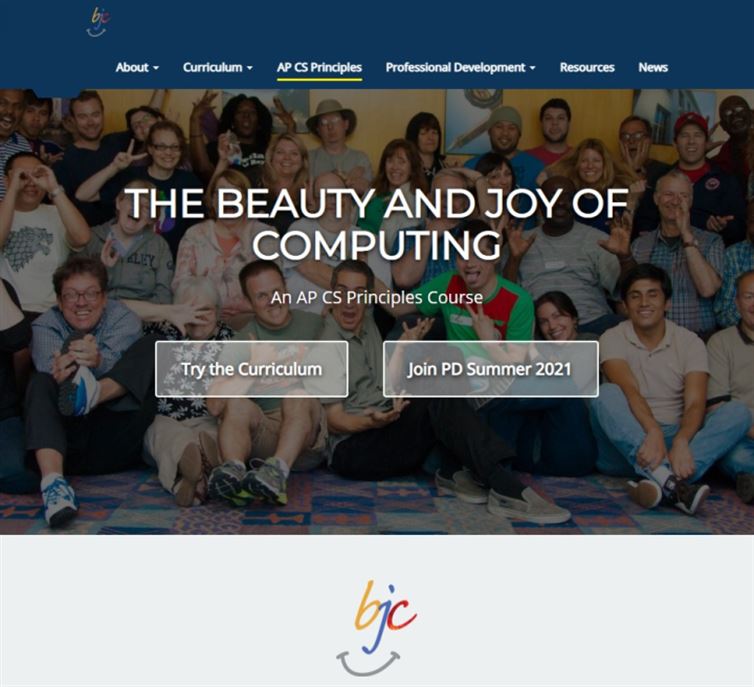 bjc
About
Curriculum
AP CS Principles
Professional Development
Resources
News
THE BEAUTY AND JOY OF
COMPUTING
An AP CS Principles Course
Try the Curriculum
Join PD Summer 2021
bjc